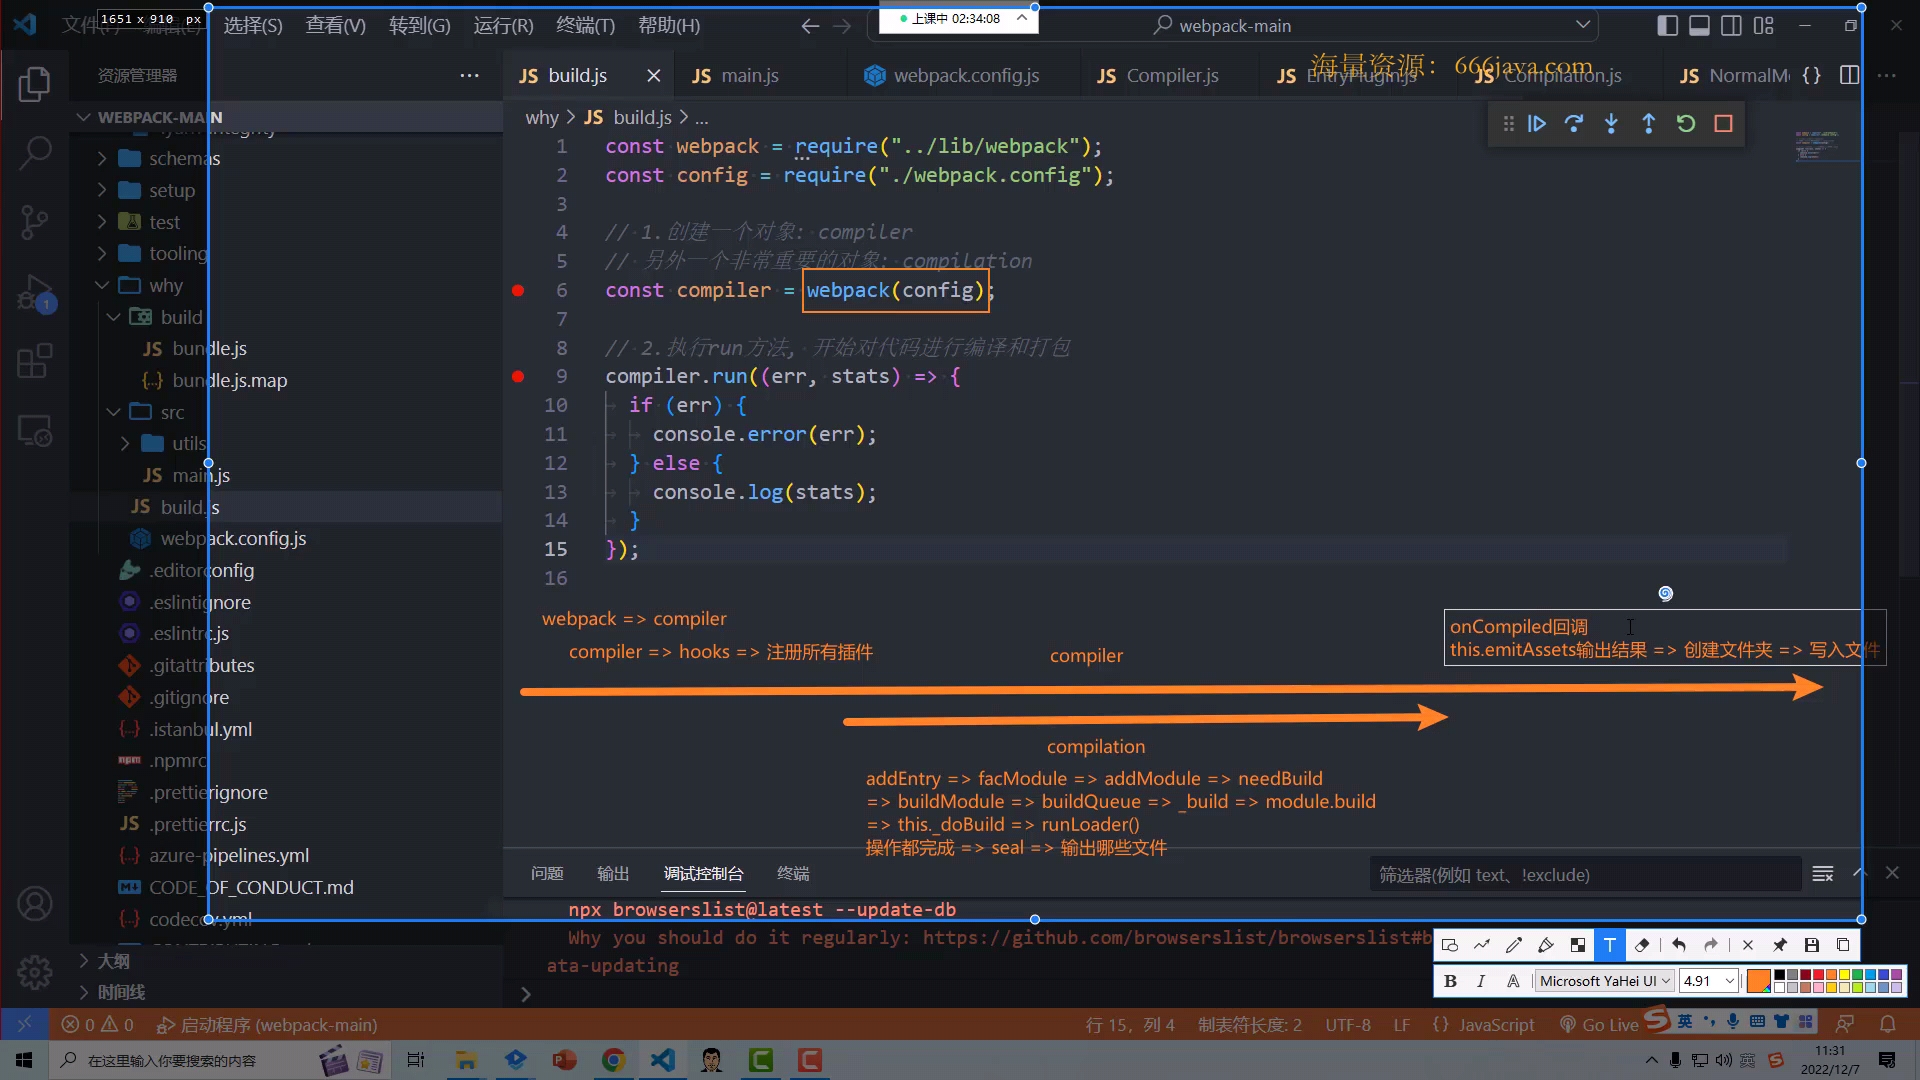 1651 x 910 px
选择(S)
查看(V)
转到(G)
运行(R)
终端(T)
帮助(H)
上课中 02:34:08
webpack-main
资源管理器
JS build.js
JS main.js
webpack.config.js
JS Compiler.js
JS EntryPlugin.js
JS Compilation.js
海量资源：666java.com
WEBPACK-MAIN
schemas
setup
test
tooling
why
build
JS bundle.js
{..} bundle.js.map
src
utils
JS main.js
JS build.js
webpack.config.js
.editorconfig
.eslintignore
.eslintrc.js
.gitattributes
.gitignore
.istanbul.yml
npm .npmrc
.prettierignore
JS .prettierrc.js
azure-pipelines.yml
CODE_OF_CONDUCT.md
codecov.yml
大纲
时间线
why > JS build.js > ...
1 const webpack = require("../lib/webpack");
2 const config = require("./webpack.config");
3
4 // 1.创建一个对象: compiler
5 // 另外一个非常重要的对象: compilation
6 const compiler = webpack(config);
7
8 // 2.执行run方法, 开始对代码进行编译和打包
9 compiler.run((err, stats) => {
10 if (err) {
11 console.error(err);
12 } else {
13 console.log(stats);
14 }
15 });
16
webpack => compiler
compiler => hooks => 注册所有插件
compiler
onCompiled回调
this.emitAssets输出结果 => 创建文件夹 => 写入文件
compilation
addEntry => facModule => addModule => needBuild
=> buildModule => buildQueue => _build => module.build
=> this._doBuild => runLoader()
操作都完成 => seal => 输出哪些文件
问题
输出
调试控制台
终端
筛选器(例如 text、!exclude)
npx browserslist@latest --update-db
Why you should do it regularly: https://github.com/browserslist/browserslist#
ata-updating
B I A Microsoft YaHei UI 4.91
0 0
启动程序 (webpack-main)
行 15，列 4
制表符长度: 2
UTF-8
LF
{} JavaScript
Go Live
英
在这里输入你要搜索的内容
英
11:31
2022/12/7